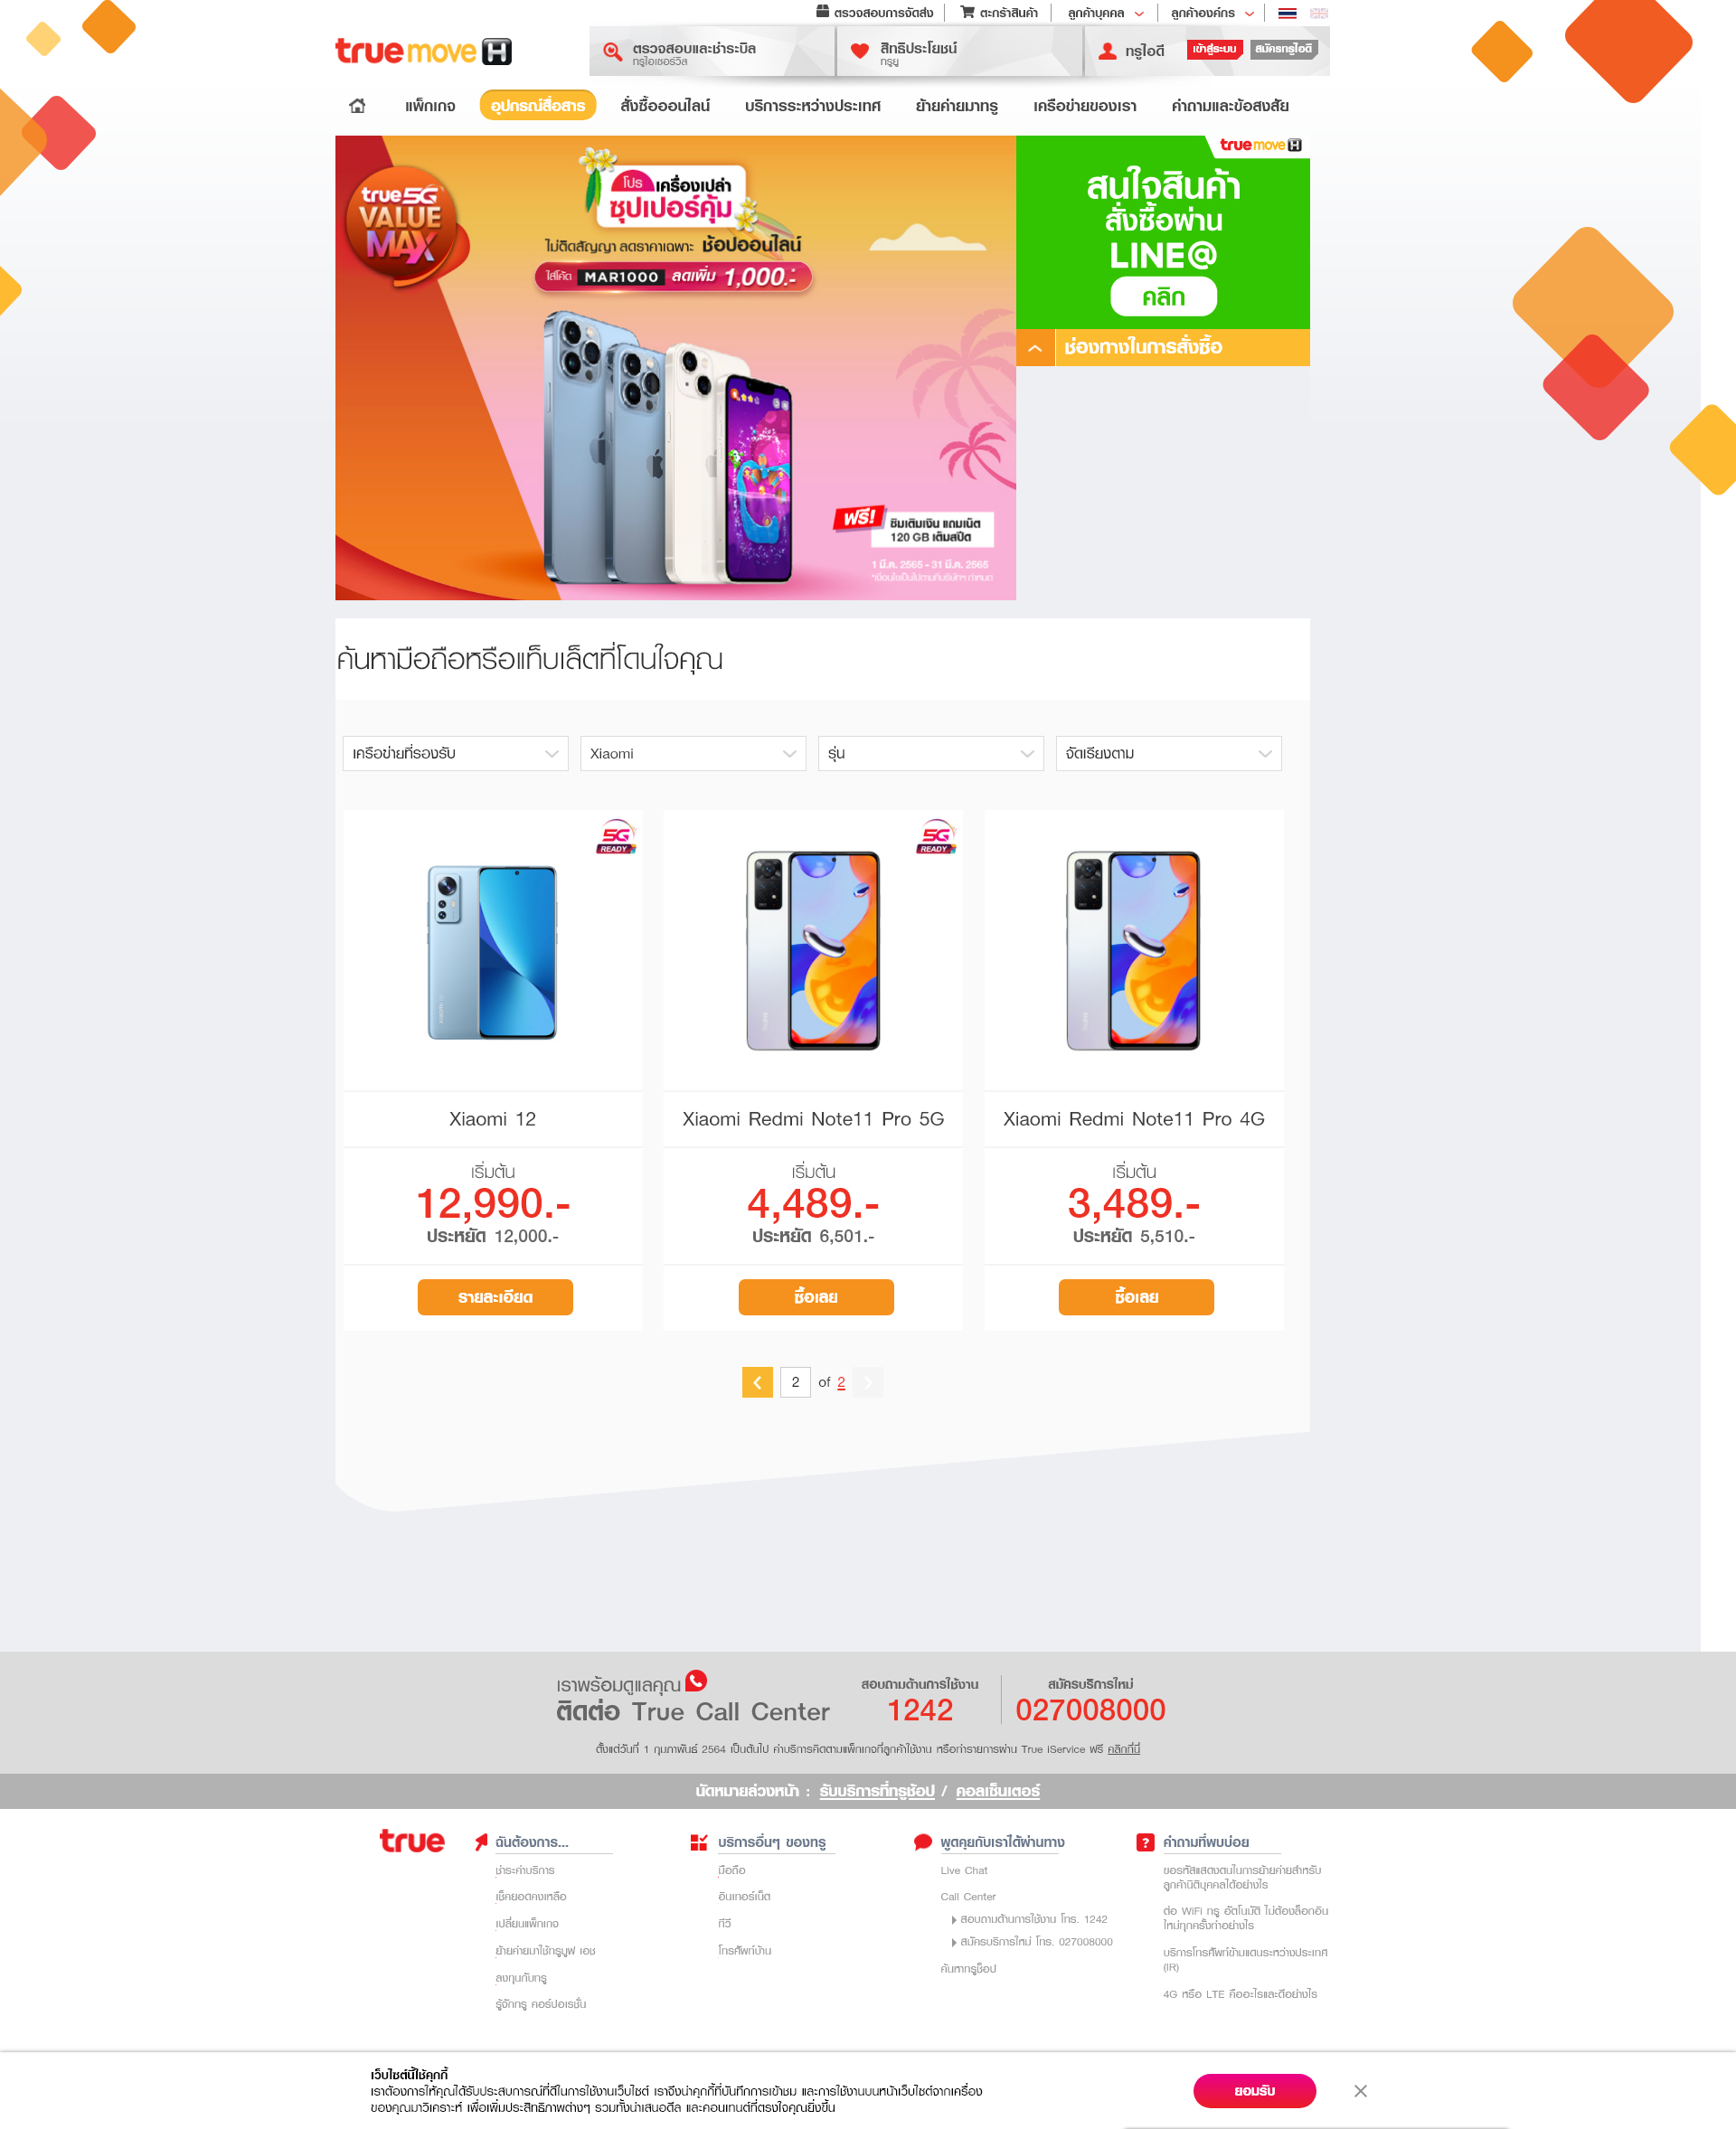 ตรวจสอบการจัดส่ง
ตะกร้าสินค้า
ลูกค้าบุคคล
ลูกค้าองค์กร
truemove H
ตรวจสอบและชำระบิล
ทรูไอเซอร์วิส
สิทธิประโยชน์
ทรูยู
ทรูไอดี
เข้าสู่ระบบ
สมัครทรูไอดี
แพ็กเกจ
อุปกรณ์สื่อสาร
สั่งซื้อออนไลน์
บริการระหว่างประเทศ
ย้ายค่ายมาทรู
เครือข่ายของเรา
คำถามและข้อสงสัย
true5G
VALUE
MAX
โปร เครื่องเปล่า
ซุปเปอร์คุ้ม
ไม่ติดสัญญา ลดราคาเฉพาะ ช้อปออนไลน์
ใส่โค้ด MAR1000 ลดเพิ่ม 1,000.-
ฟรี!
ซิมเติมเงิน แถมเน็ต
120 GB เต็มสปีด
1 มี.ค. 2565 - 31 มี.ค. 2565
*เงื่อนไขเป็นไปตามที่บริษัทฯ กำหนด
truemove H
สนใจสินค้า
สั่งซื้อผ่าน
LINE@
คลิก
ช่องทางในการสั่งซื้อ
ค้นหามือถือหรือแท็บเล็ตที่โดนใจคุณ
เครือข่ายที่รองรับ
Xiaomi
รุ่น
จัดเรียงตาม
5G
READY
5G
READY
Xiaomi 12
Xiaomi Redmi Note11 Pro 5G
Xiaomi Redmi Note11 Pro 4G
เริ่มต้น
12,990.-
ประหยัด 12,000.-
เริ่มต้น
4,489.-
ประหยัด 6,501.-
เริ่มต้น
3,489.-
ประหยัด 5,510.-
รายละเอียด
ซื้อเลย
ซื้อเลย
2 of 2
เราพร้อมดูแลคุณ
ติดต่อ True Call Center
สอบถามด้านการใช้งาน
1242
สมัครบริการใหม่
027008000
ตั้งแต่วันที่ 1 กุมภาพันธ์ 2564 เป็นต้นไป ค่าบริการคิดตามแพ็กเกจที่ลูกค้าใช้งาน หรือทำรายการผ่าน True iService ฟรี คลิกที่นี่
นัดหมายล่วงหน้า : รับบริการที่ทรูช้อป / คอลเซ็นเตอร์
true
ฉันต้องการ...
ชำระค่าบริการ
เช็คยอดคงเหลือ
เปลี่ยนแพ็กเกจ
ย้ายค่ายมาใช้ทรูมูฟ เอช
ลงทุนกับทรู
รู้จักทรู คอร์ปอเรชั่น
บริการอื่นๆ ของทรู
มือถือ
อินเทอร์เน็ต
ทีวี
โทรศัพท์บ้าน
พูดคุยกับเราได้ผ่านทาง
Live Chat
Call Center
สอบถามด้านการใช้งาน โทร. 1242
สมัครบริการใหม่ โทร. 027008000
ค้นหาทรูช็อป
คำถามที่พบบ่อย
ขอรหัสแสดงตนในการย้ายค่ายสำหรับ
ลูกค้านิติบุคคลได้อย่างไร
ต่อ WiFi ทรู อัตโนมัติ ไม่ต้องล็อกอิน
ใหม่ทุกครั้งทำอย่างไร
บริการโทรศัพท์ข้ามแดนระหว่างประเทศ
(IR)
4G หรือ LTE คืออะไรและดีอย่างไร
เว็บไซต์นี้ใช้คุกกี้
เราต้องการให้คุณได้รับประสบการณ์ที่ดีในการใช้งานเว็บไซต์ เราจึงนำคุกกี้ที่บันทึกการเข้าชม และการใช้งานบนหน้าเว็บไซต์จากเครื่อง
ของคุณมาวิเคราะห์ เพื่อเพิ่มประสิทธิภาพต่างๆ รวมทั้งนำเสนอดีล และคอนเทนต์ที่ตรงใจคุณยิ่งขึ้น
ยอมรับ